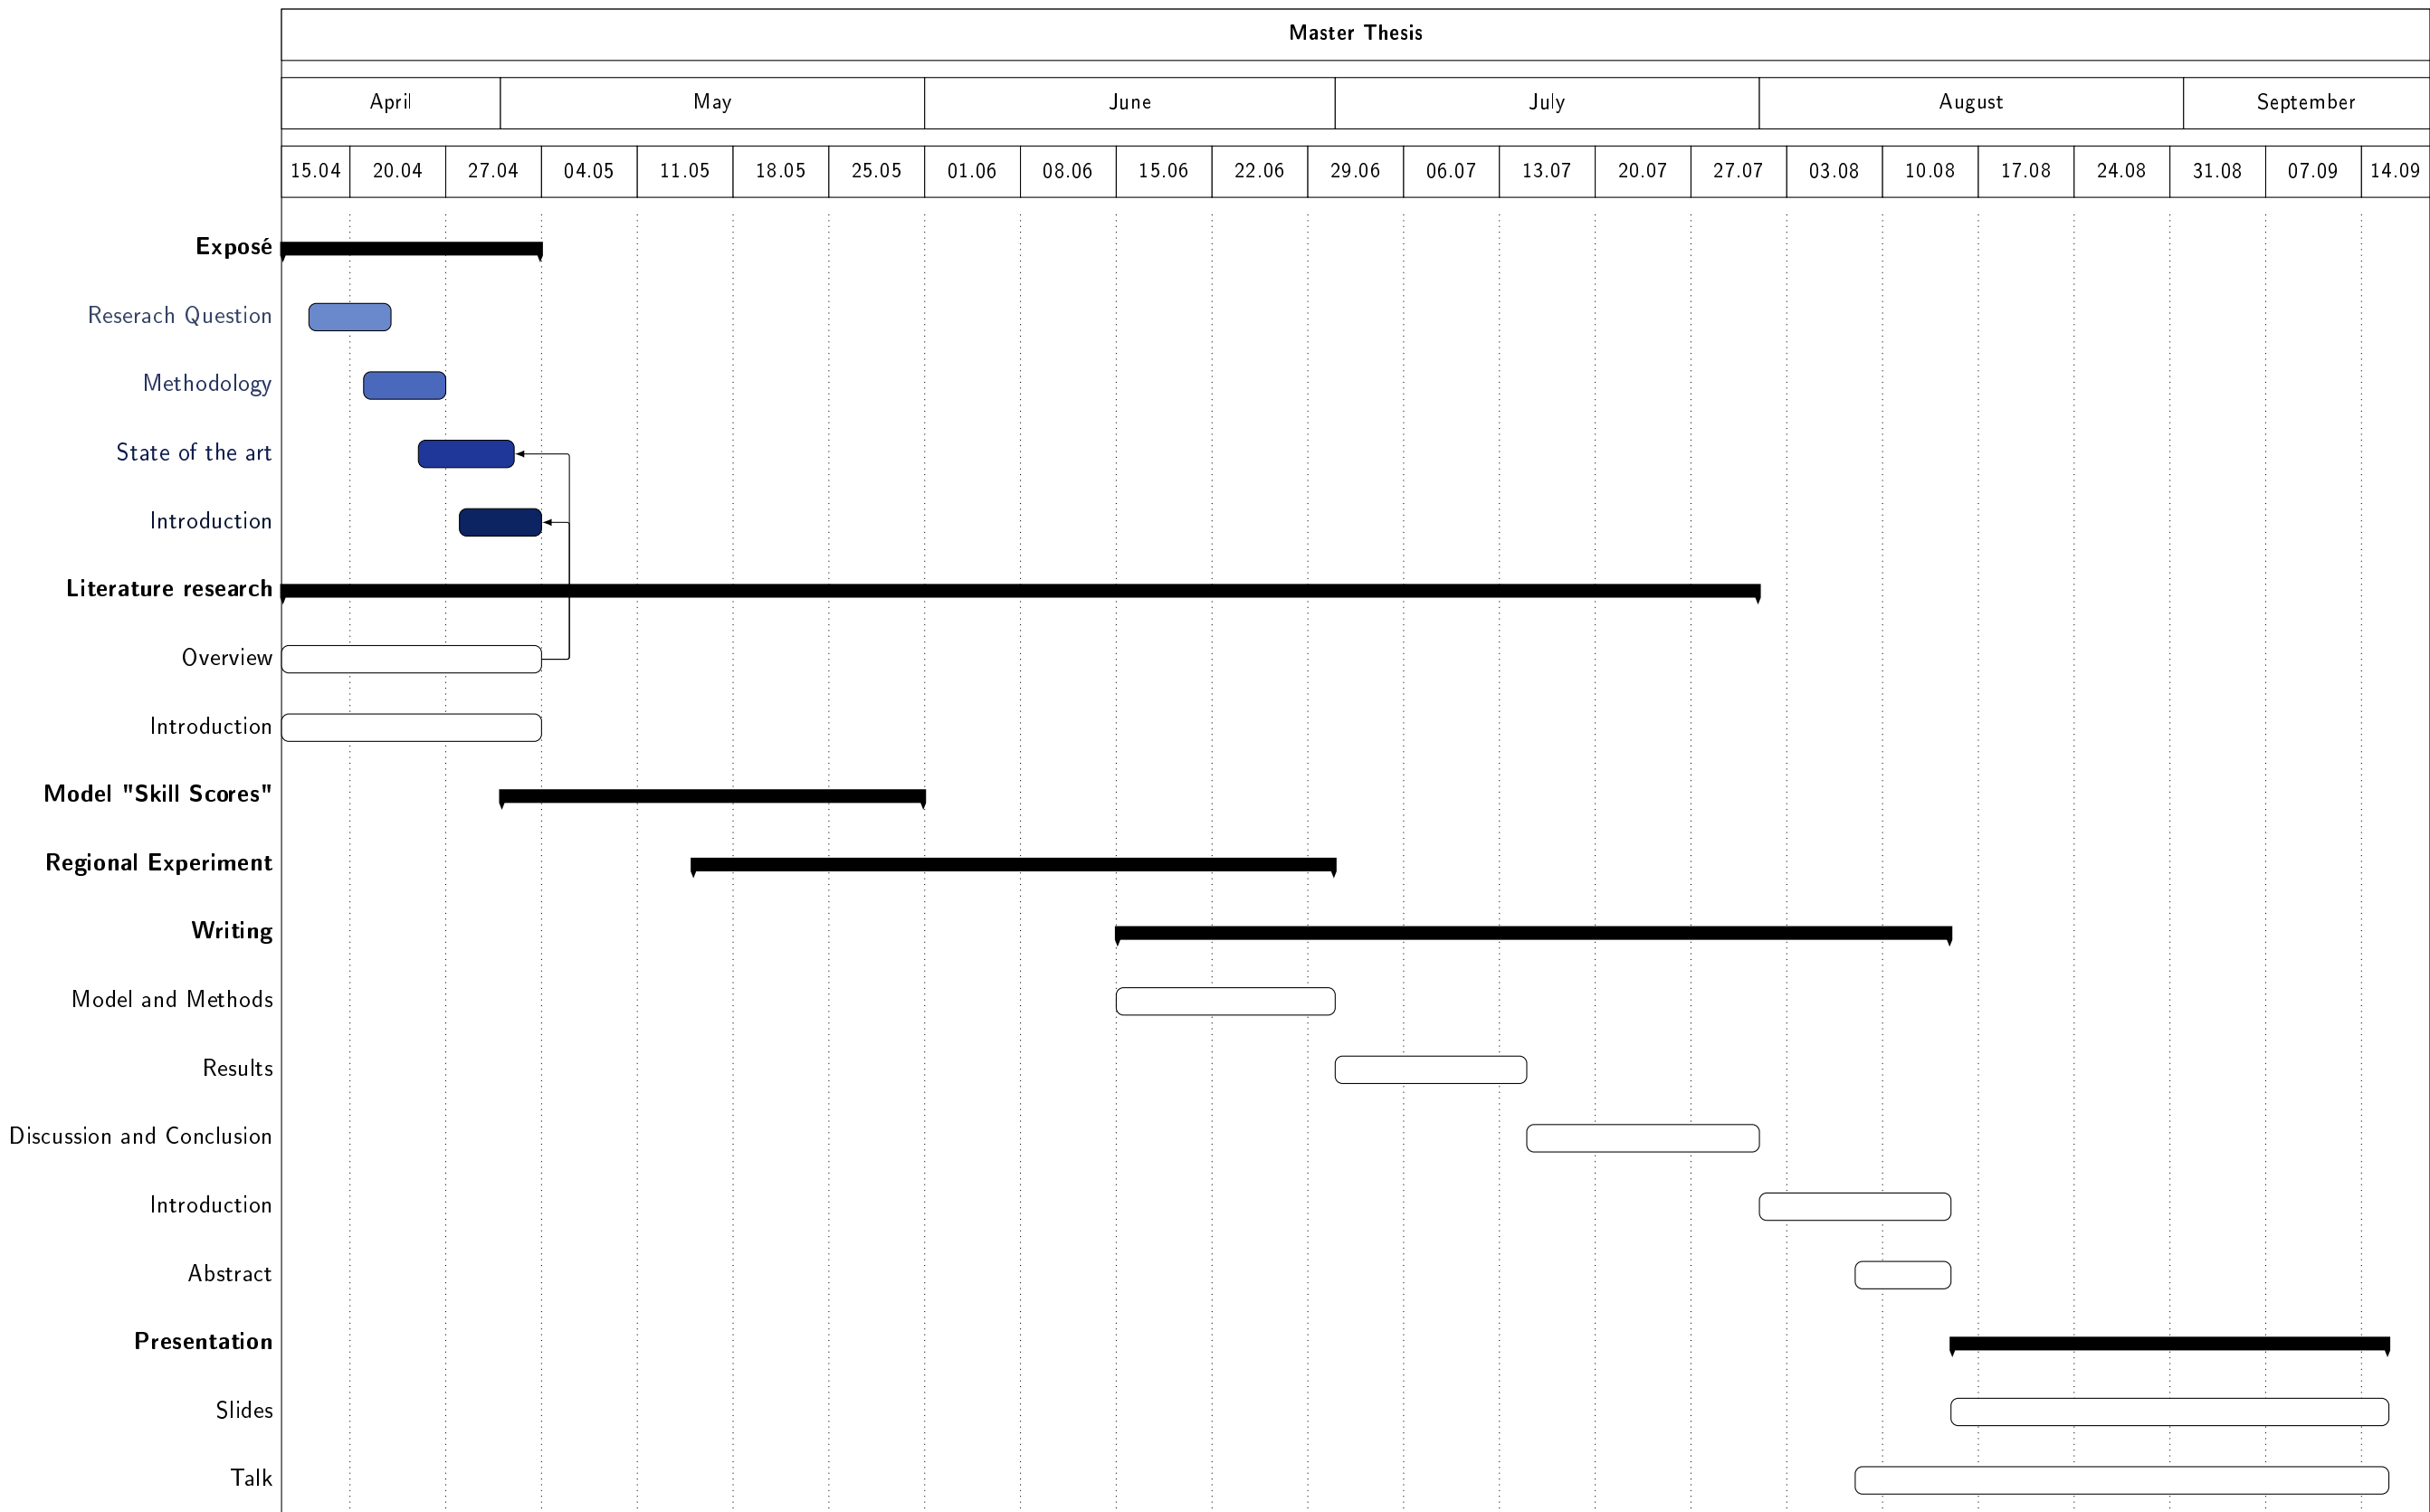 Master Thesis
April May June July August September
15.04 20.04 27.04 04.05 11.05 18.05 25.05 01.06 08.06 15.06 22.06 29.06 06.07 13.07 20.07 27.07 03.08 10.08 17.08 24.08 31.08 07.09 14.09
Exposé
Reserach Question
Methodology
State of the art
Introduction
Literature research
Overview
Introduction
Model "Skill Scores"
Regional Experiment
Writing
Model and Methods
Results
Discussion and Conclusion
Introduction
Abstract
Presentation
Slides
Talk